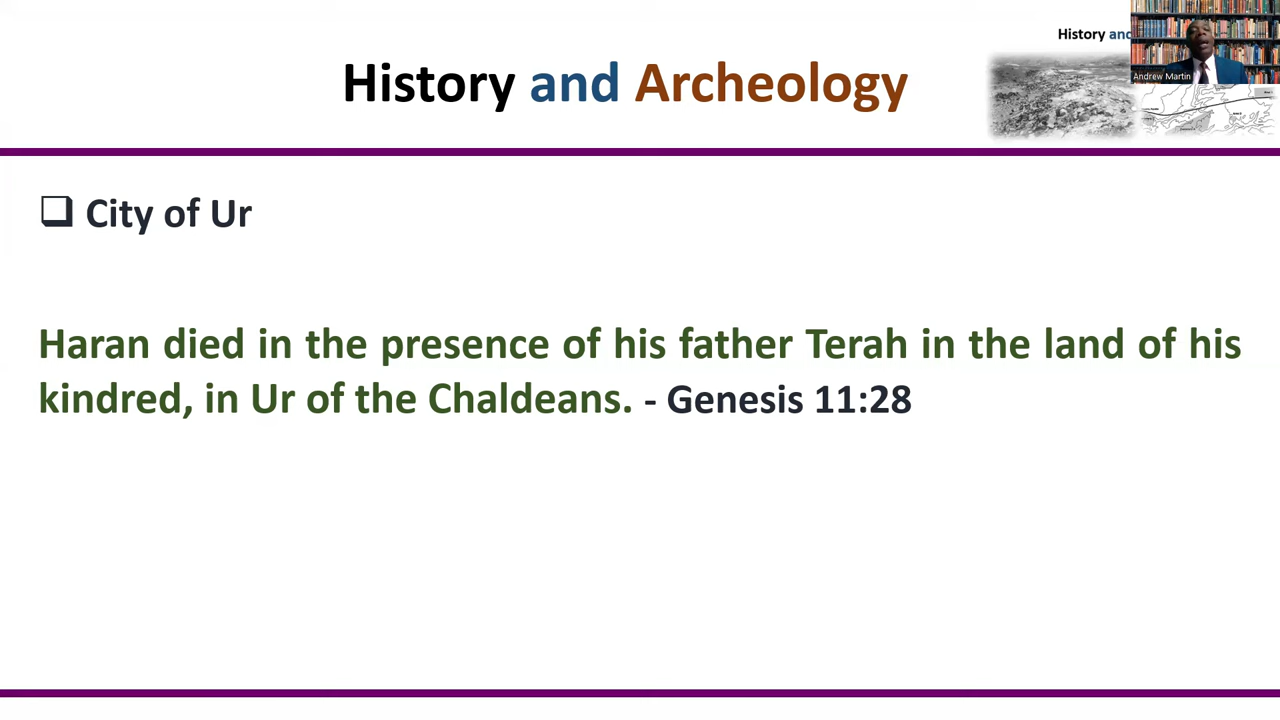 History and
History and Archeology
Andrew Martin
City of Ur
Haran died in the presence of his father Terah in the land of his
kindred, in Ur of the Chaldeans. - Genesis 11:28